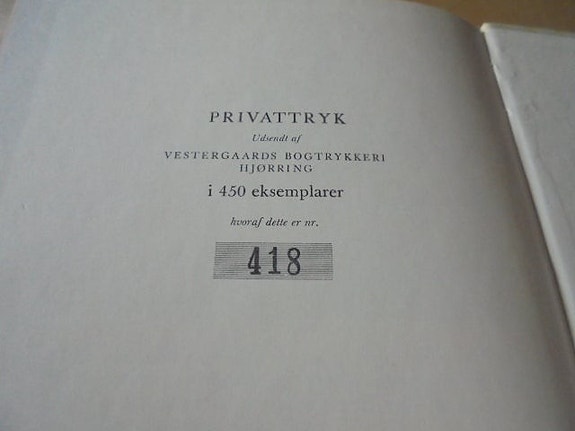 PRIVATTRYK
Udsendt af
VESTERGAARDS BOGTRYKKERI
HJØRRING
i 450 eksemplarer
hvoraf dette er nr.
418